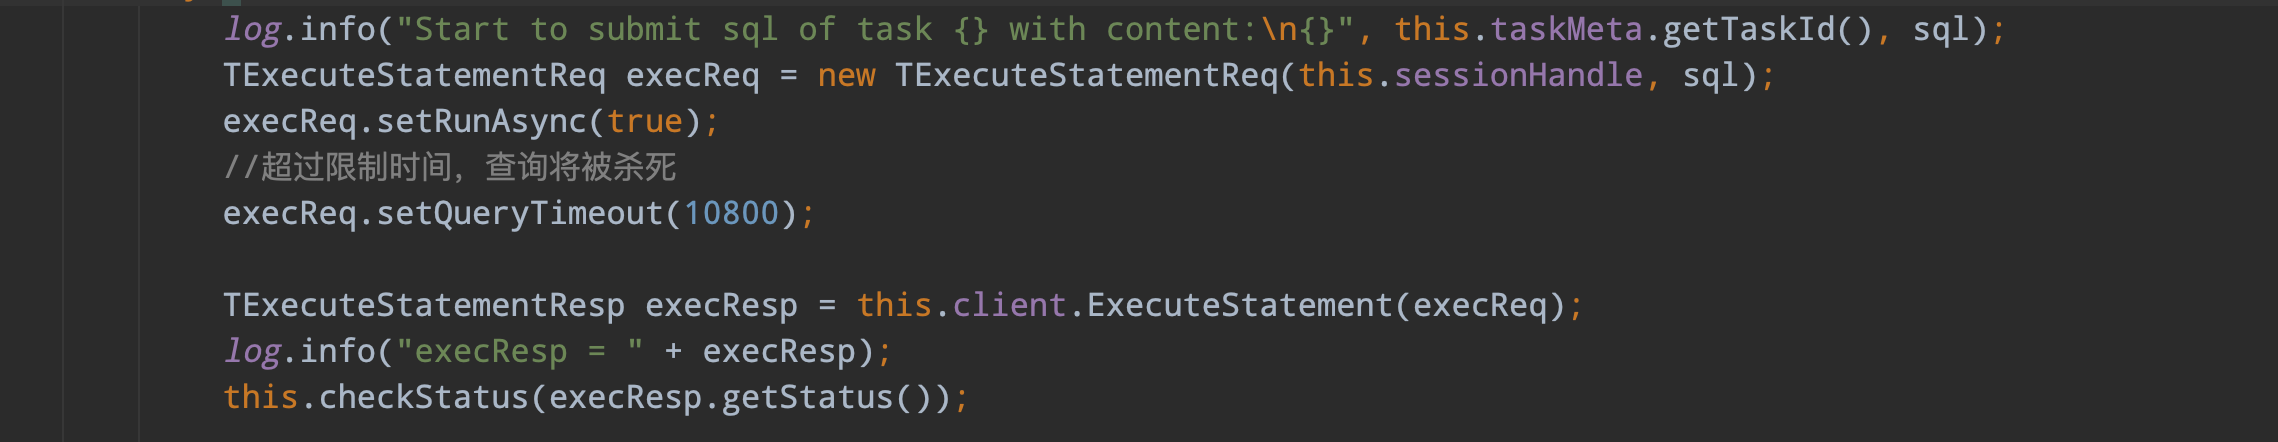 log.info("Start to submit sql of task {} with content:\n{}", this.taskMeta.getTaskId(), sql);
TExecuteStatementReq execReq = new TExecuteStatementReq(this.sessionHandle, sql);
execReq.setRunAsync(true);
//超过限制时间，查询将被杀死
execReq.setQueryTimeout(10800);
TExecuteStatementResp execResp = this.client.ExecuteStatement(execReq);
log.info("execResp = " + execResp);
this.checkStatus(execResp.getStatus());